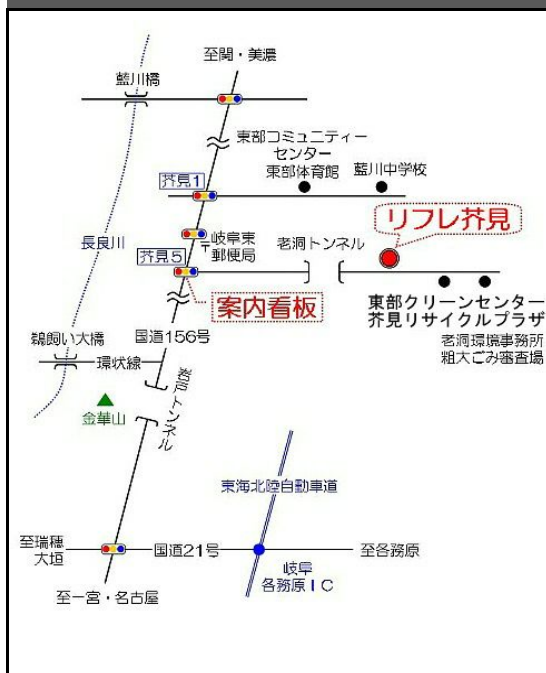 至関・美濃
藍川橋
東部コミュニティー
センター
東部体育館
藍川中学校
芥見1
リフレ芥見
長良川
岐阜東
〒郵便局
老洞トンネル
芥見5
案内看板
東部クリーンセンター
芥見リサイクルプラザ
老洞環境事務所
粗大ごみ審査場
鵜飼い大橋
国道156号
環状線
岩戸トンネル
金華山
東海北陸自動車道
至瑞穂
大垣
国道21号
至各務原
岐阜
各務原IC
至一宮・名古屋